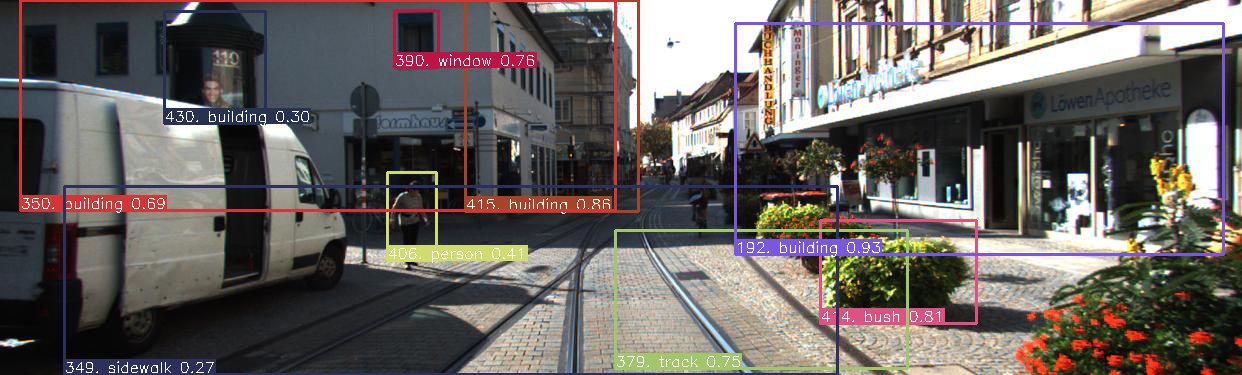 390. window 0.76
110
430. building 0.30
BUCHHANDLUNG
Moninger
Löwen
LöwenApotheke
350. building 0.69
415. building 0.86
406. person 0.41
192. building 0.93
414. bush 0.81
379. track 0.75
349. sidewalk 0.27